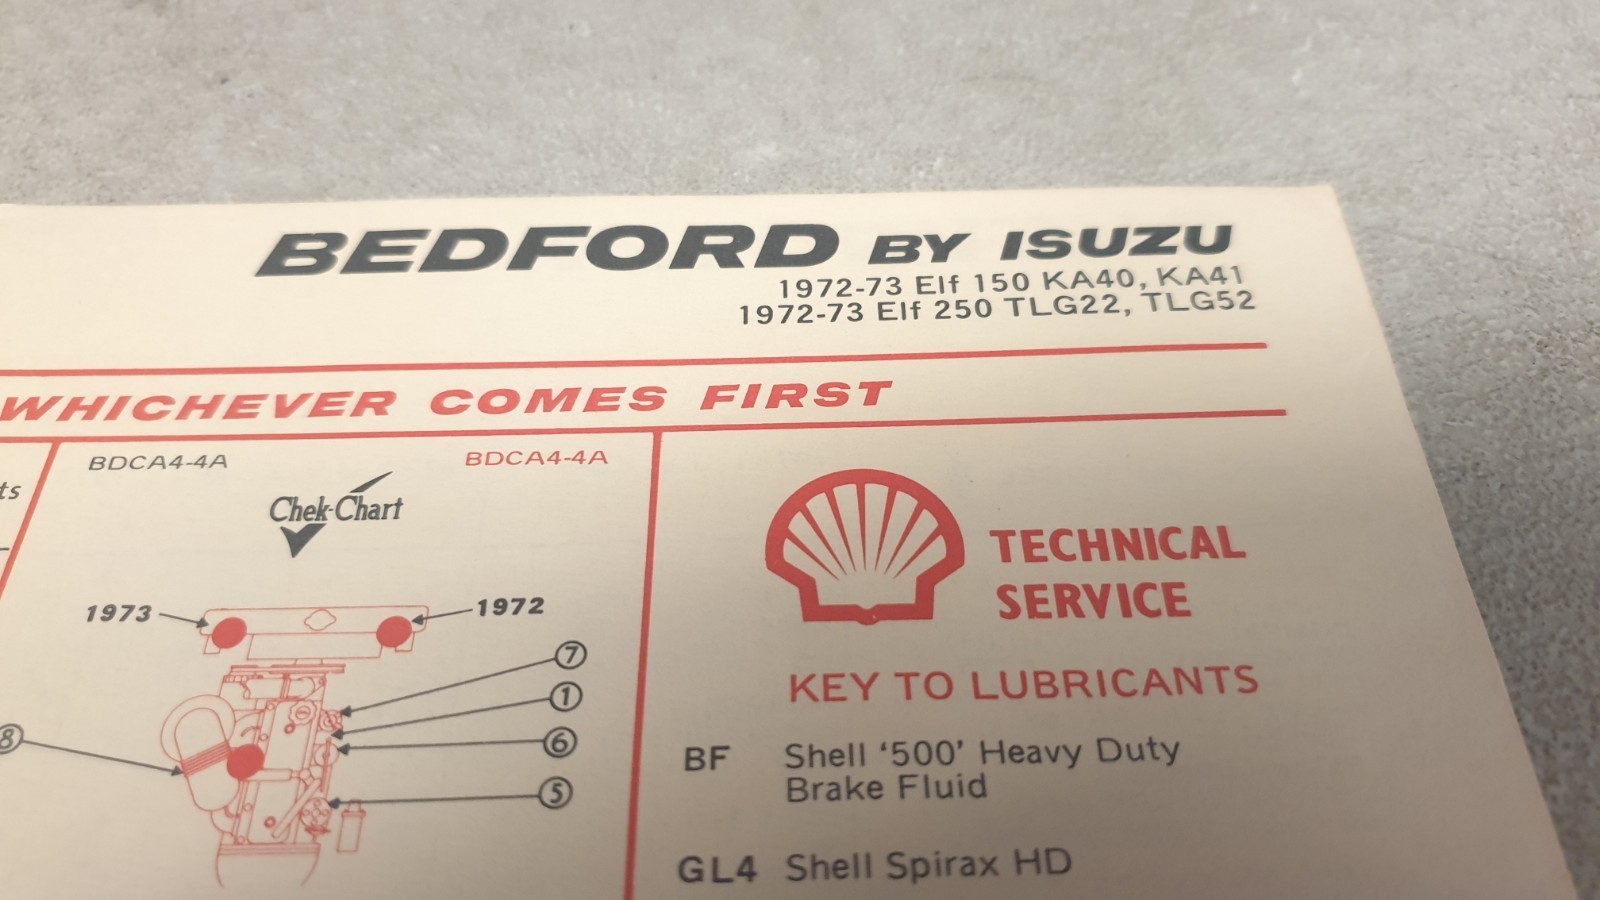 BEDFORD BY ISUZU
1972-73 Elf 150 KA40, KA41
1972-73 Elf 250 TLG22, TLG52
WHICHEVER COMES FIRST
ts
BDCA4-4A
BDCA4-4A
Chek-Chart
1973
1972
7
1
6
8
5
TECHNICAL
SERVICE
KEY TO LUBRICANTS
BF Shell ‘500’ Heavy Duty
Brake Fluid
GL4 Shell Spirax HD